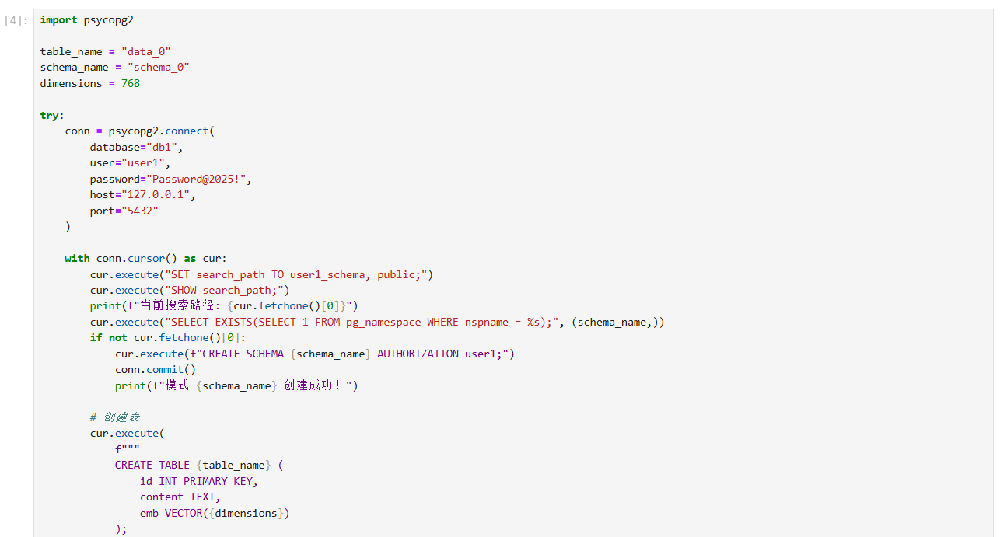 [4]:
import psycopg2

table_name = "data_0"
schema_name = "schema_0"
dimensions = 768

try:
    conn = psycopg2.connect(
        database="db1",
        user="user1",
        password="Password@2025!",
        host="127.0.0.1",
        port="5432"
    )

    with conn.cursor() as cur:
        cur.execute("SET search_path TO user1_schema, public;")
        cur.execute("SHOW search_path;")
        print(f"当前搜索路径: {cur.fetchone()[0]}")
        cur.execute("SELECT EXISTS(SELECT 1 FROM pg_namespace WHERE nspname = %s);", (schema_name,))
        if not cur.fetchone()[0]:
            cur.execute(f"CREATE SCHEMA {schema_name} AUTHORIZATION user1;")
            conn.commit()
            print(f"模式 {schema_name} 创建成功！")

        # 创建表
        cur.execute(
            f"""
            CREATE TABLE {table_name} (
                id INT PRIMARY KEY,
                content TEXT,
                emb VECTOR({dimensions})
            );